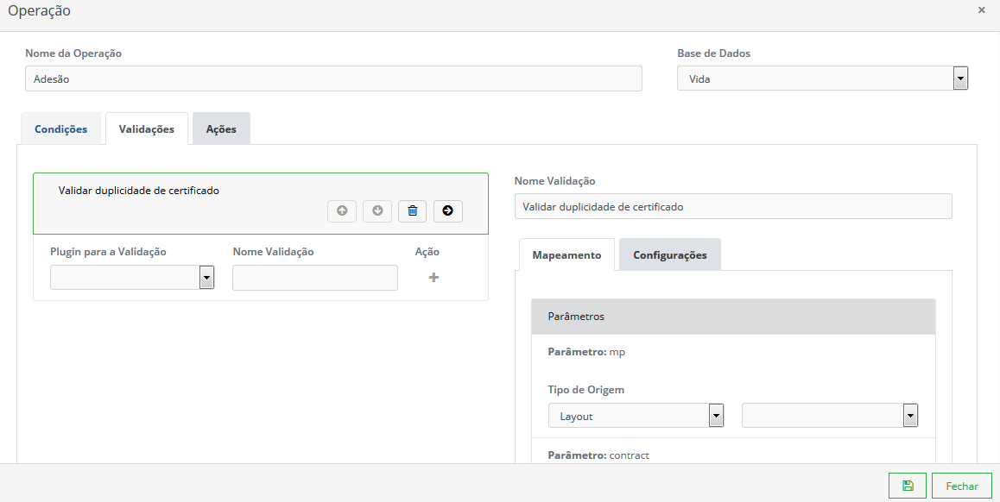 Operação
×
Nome da Operação
Base de Dados
Adesão
Vida
Condições
Validações
Ações
Validar duplicidade de certificado
Plugin para a Validação
Nome Validação
Ação
Nome Validação
Validar duplicidade de certificado
Mapeamento
Configurações
Parâmetros
Parâmetro: mp
Tipo de Origem
Layout
Parâmetro: contract
Fechar